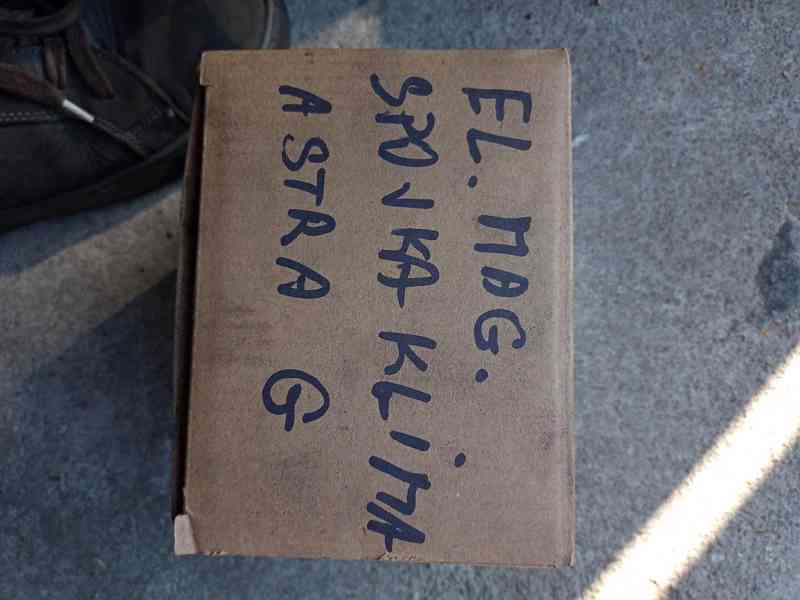 EL. MAG.
SPOJKA KLIMA
ASTRA G